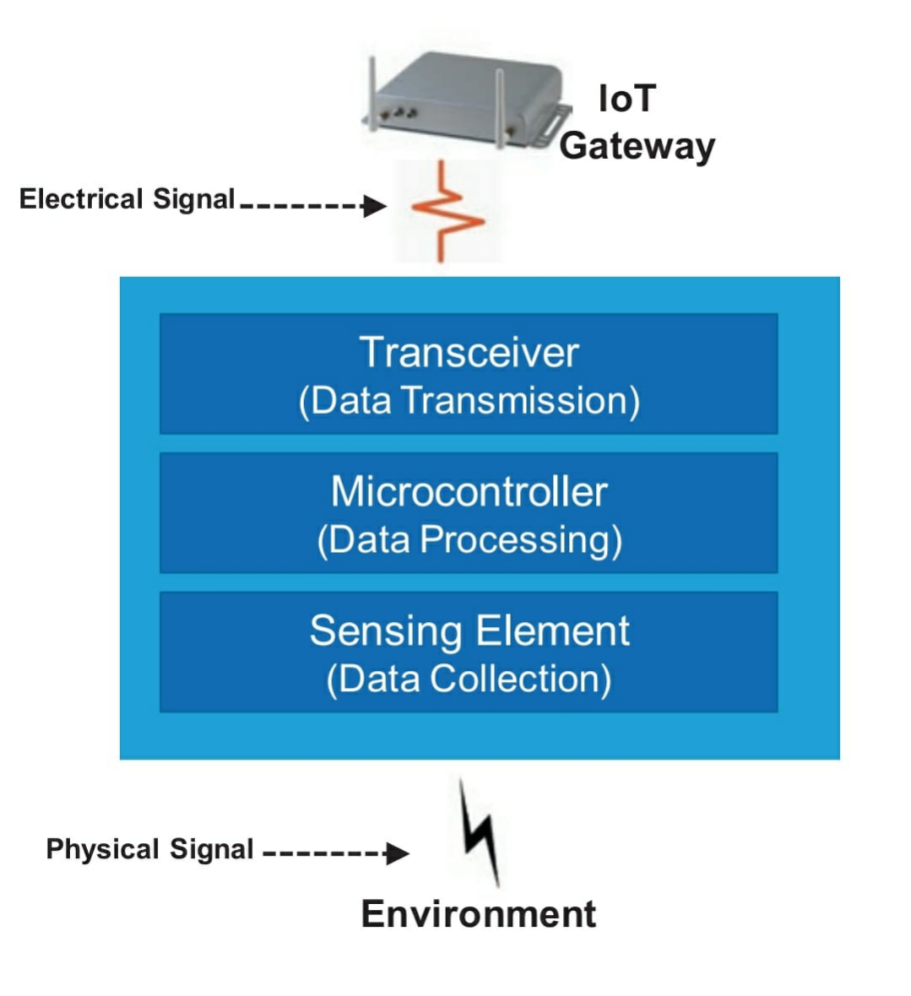 IoT
Gateway
Electrical Signal
Transceiver
(Data Transmission)
Microcontroller
(Data Processing)
Sensing Element
(Data Collection)
Physical Signal
Environment